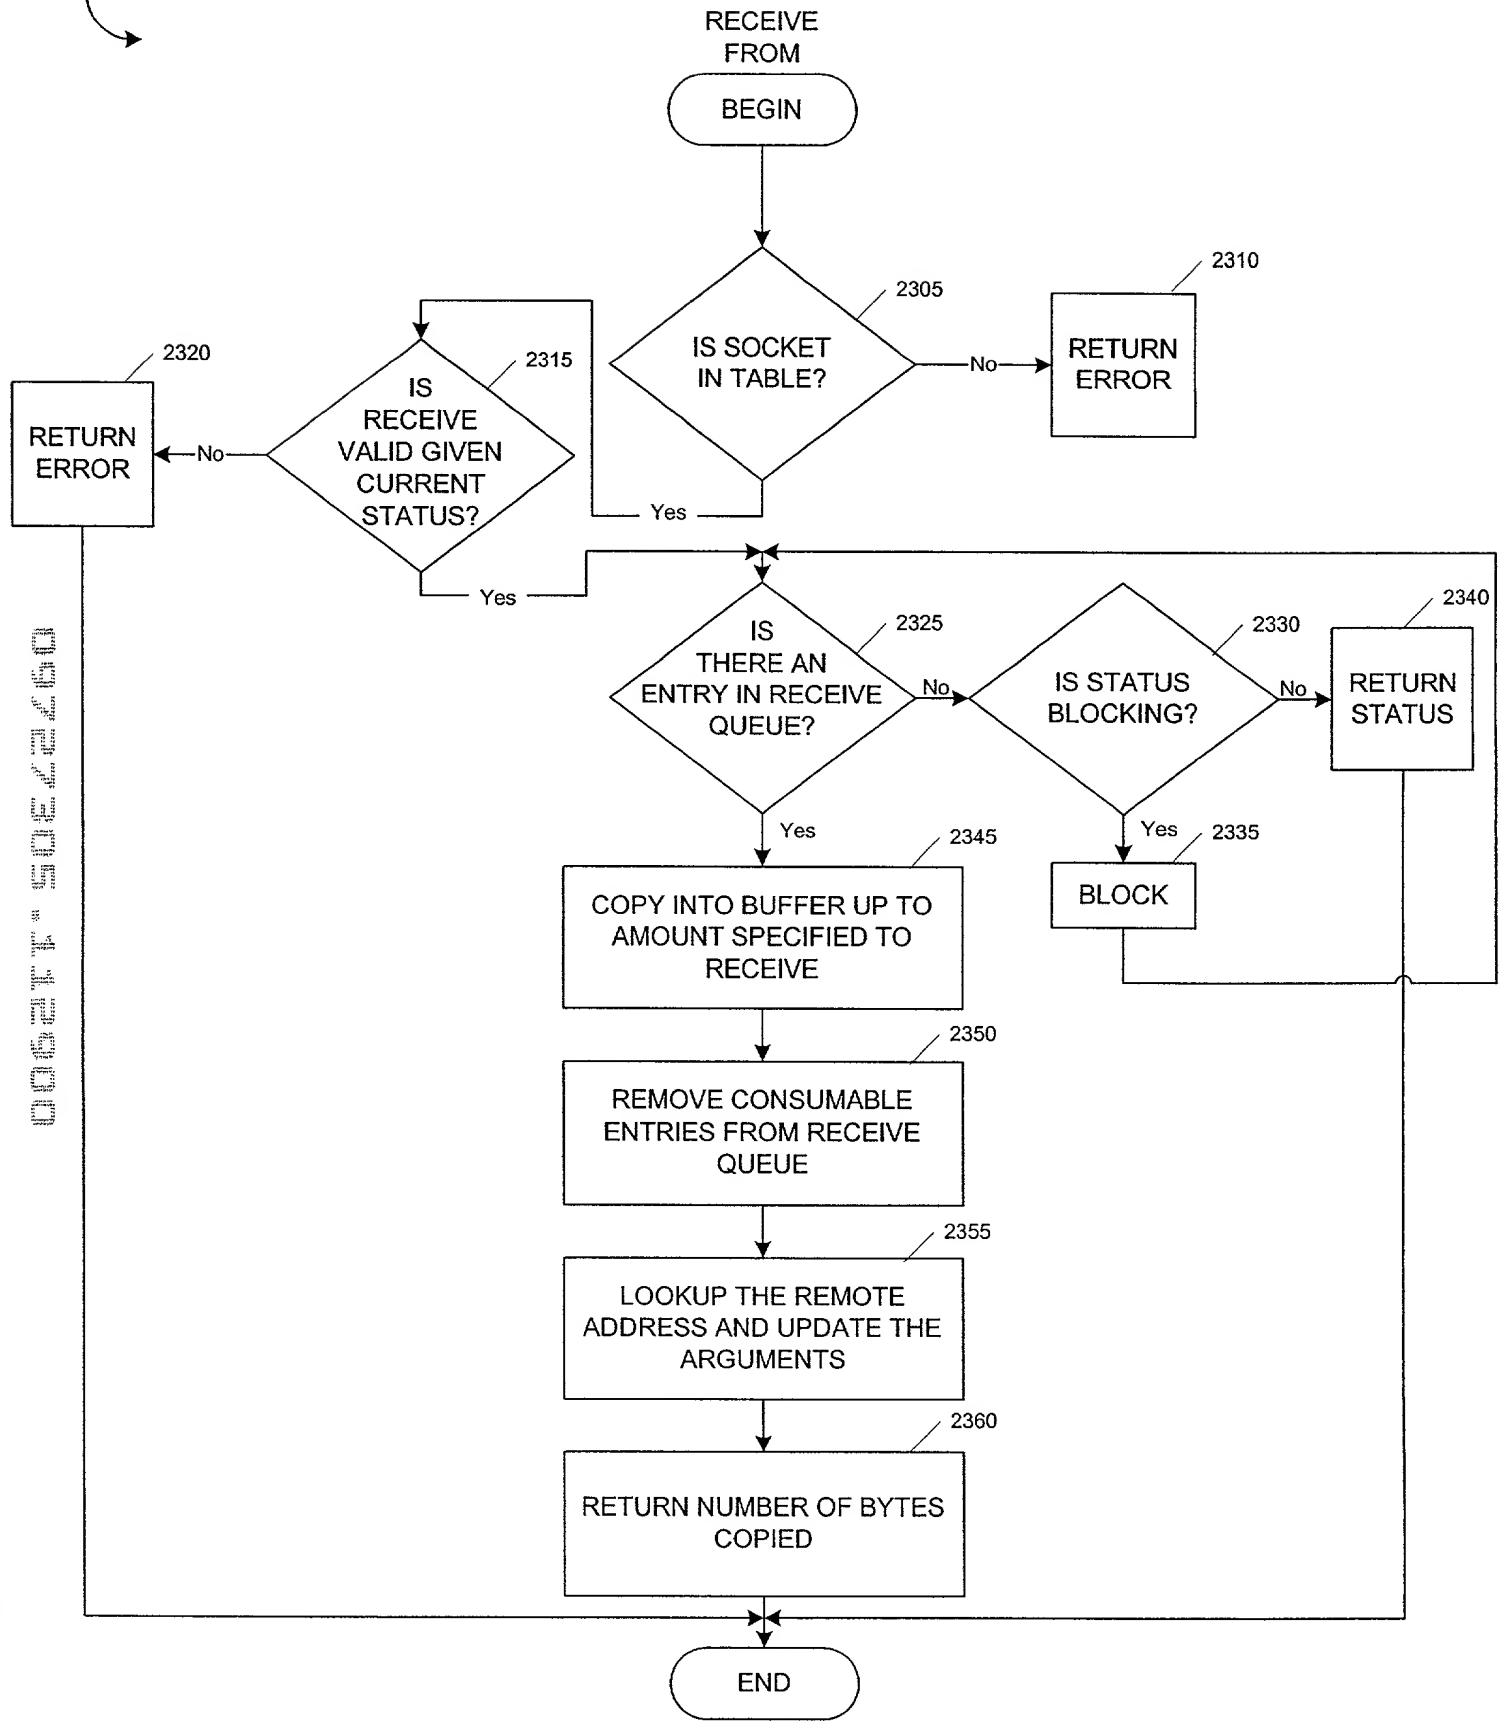 RECEIVE
FROM
BEGIN
2305
IS SOCKET
IN TABLE?
No
2310
RETURN
ERROR
Yes
2315
IS
RECEIVE
VALID GIVEN
CURRENT
STATUS?
No
2320
RETURN
ERROR
Yes
2325
IS
THERE AN
ENTRY IN RECEIVE
QUEUE?
No
2330
IS STATUS
BLOCKING?
No
2340
RETURN
STATUS
Yes
2335
BLOCK
Yes
2345
COPY INTO BUFFER UP TO
AMOUNT SPECIFIED TO
RECEIVE
2350
REMOVE CONSUMABLE
ENTRIES FROM RECEIVE
QUEUE
2355
LOOKUP THE REMOTE
ADDRESS AND UPDATE THE
ARGUMENTS
2360
RETURN NUMBER OF BYTES
COPIED
END